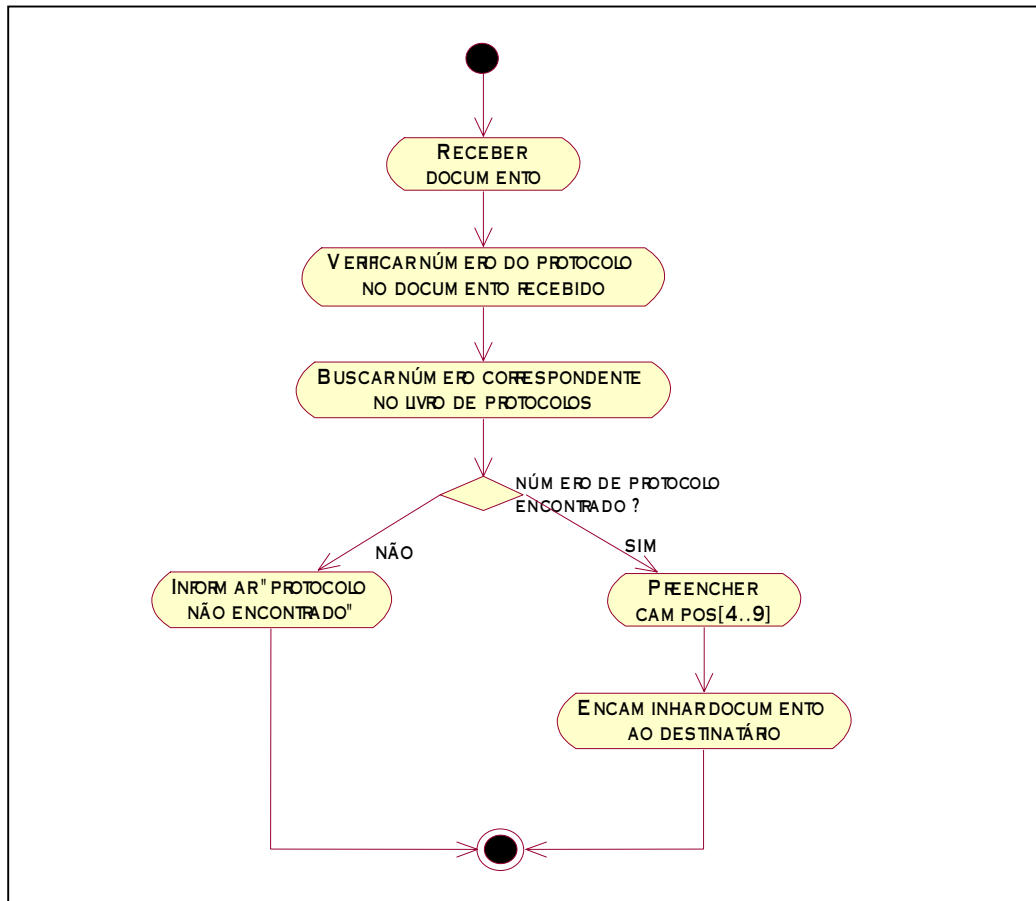 RECEBER
DOCUMENTO
VERIFICAR NÚMERO DO PROTOCOLO
NO DOCUMENTO RECEBIDO
BUSCAR NÚMERO CORRESPONDENTE
NO LIVRO DE PROTOCOLOS
NÚMERO DE PROTOCOLO
ENCONTRADO ?
NÃO
SIM
INFORMAR " PROTOCOLO
NÃO ENCONTRADO"
PREENCHER
CAMPOS[4..9]
ENCAMINHAR DOCUMENTO
AO DESTINATÁRIO